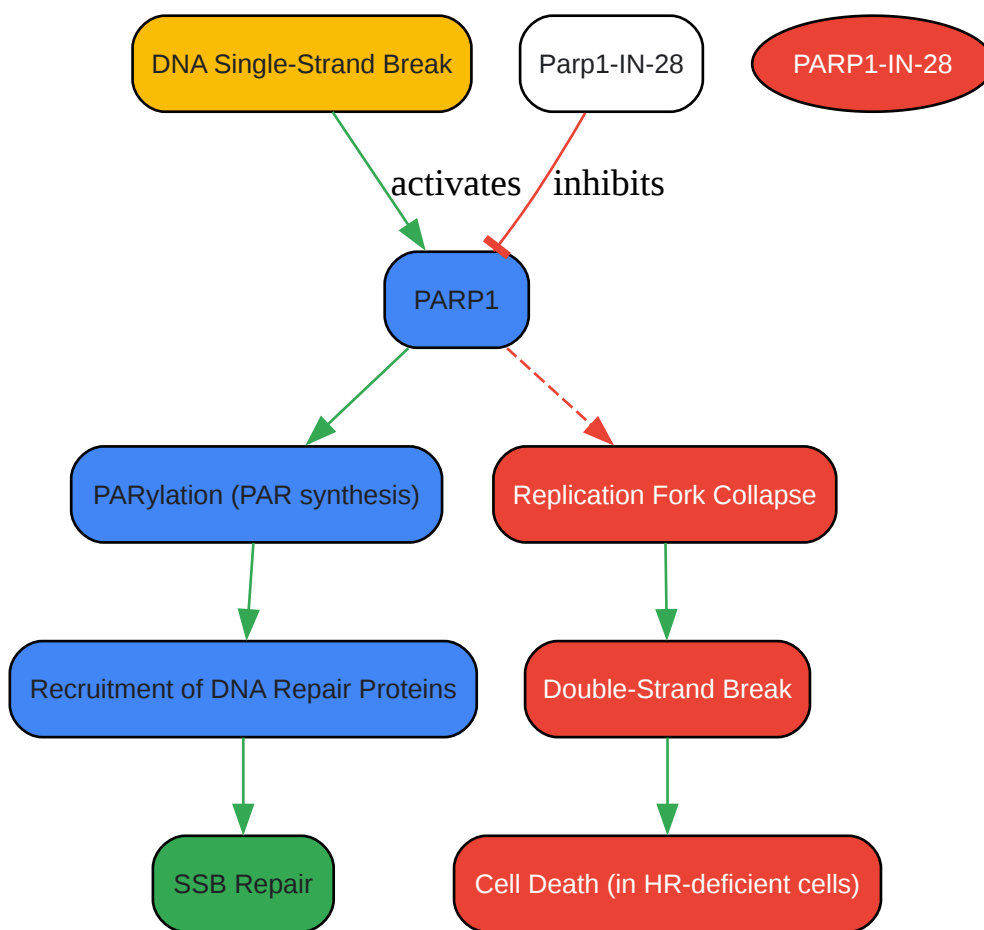 DNA Single-Strand Break
Parp1-IN-28
PARP1-IN-28
activates
inhibits
PARP1
PARylation (PAR synthesis)
Replication Fork Collapse
Recruitment of DNA Repair Proteins
Double-Strand Break
SSB Repair
Cell Death (in HR-deficient cells)